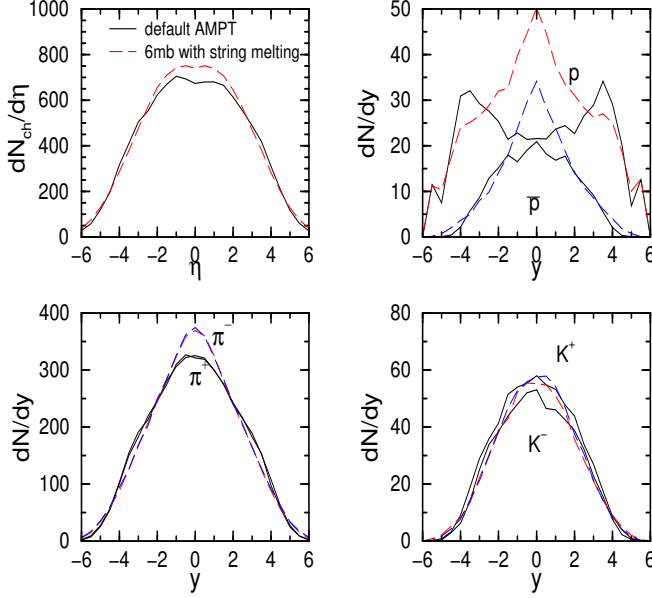 1000
800
600
400
200
0
dN_ch/dη
default AMPT
6mb with string melting
−6 −4 −2 0 2 4 6
η
50
40
30
20
10
0
dN/dy
p
p̅
−6 −4 −2 0 2 4 6
y
400
300
200
100
0
dN/dy
π⁻
π⁺
−6 −4 −2 0 2 4 6
y
80
60
40
20
0
dN/dy
K⁺
K⁻
−6 −4 −2 0 2 4 6
y